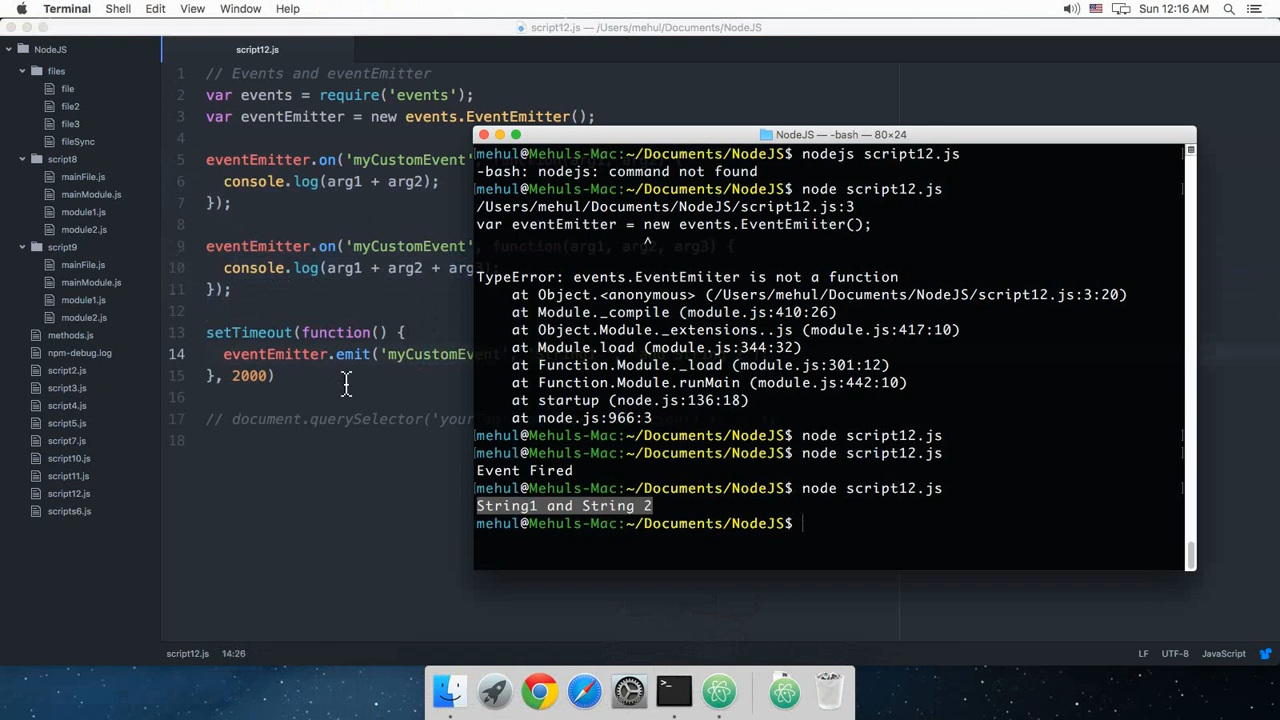 Terminal Shell Edit View Window Help Sun 12:16 AM
script12.js — /Users/mehul/Documents/NodeJS
NodeJS
files
file
file2
file3
fileSync
script8
mainFile.js
mainModule.js
module1.js
module2.js
script9
mainFile.js
mainModule.js
module1.js
module2.js
methods.js
npm-debug.log
script2.js
script3.js
script4.js
script5.js
script7.js
script10.js
script11.js
script12.js
scripts6.js
script12.js
1 // Events and eventEmitter
2 var events = require('events');
3 var eventEmitter = new events.EventEmitter();
4
5 eventEmitter.on('myCustomEvent'
6 console.log(arg1 + arg2);
7 });
8
9 eventEmitter.on('myCustomEvent', function(arg1, arg2, arg3) {
10 console.log(arg1 + arg2 + arg3);
11 });
12
13 setTimeout(function() {
14 eventEmitter.emit('myCustomEvent',
15 }, 2000)
16
17 // document.querySelector('your
18
NodeJS — -bash — 80×24
mehul@Mehuls-Mac:~/Documents/NodeJS$ nodejs script12.js
-bash: nodejs: command not found
mehul@Mehuls-Mac:~/Documents/NodeJS$ node script12.js
/Users/mehul/Documents/NodeJS/script12.js:3
var eventEmitter = new events.EventEmiiter();
^
TypeError: events.EventEmiiter is not a function
at Object.<anonymous> (/Users/mehul/Documents/NodeJS/script12.js:3:20)
at Module._compile (module.js:410:26)
at Object.Module._extensions..js (module.js:417:10)
at Module.load (module.js:344:32)
at Function.Module._load (module.js:301:12)
at Function.Module.runMain (module.js:442:10)
at startup (node.js:136:18)
at node.js:966:3
mehul@Mehuls-Mac:~/Documents/NodeJS$ node script12.js
mehul@Mehuls-Mac:~/Documents/NodeJS$ node script12.js
Event Fired
mehul@Mehuls-Mac:~/Documents/NodeJS$ node script12.js
String1 and String 2
mehul@Mehuls-Mac:~/Documents/NodeJS$
script12.js 14:26 LF UTF-8 JavaScript